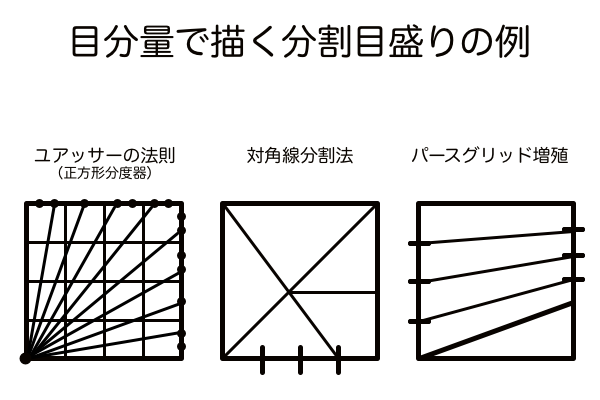 目分量で描く分割目盛りの例
ユアッサーの法則
（正方形分度器）
対角線分割法
パースグリッド増殖